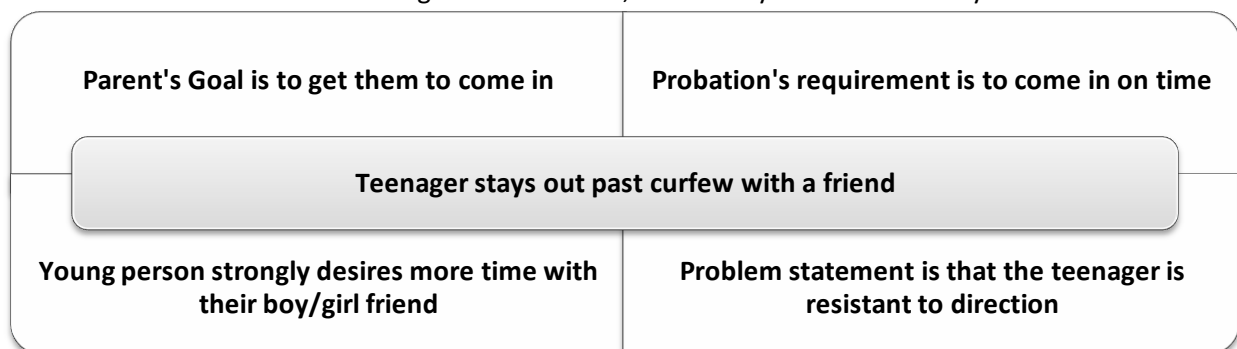 Parent's Goal is to get them to come in
Probation's requirement is to come in on time
Teenager stays out past curfew with a friend
Young person strongly desires more time with
their boy/girl friend
Problem statement is that the teenager is
resistant to direction